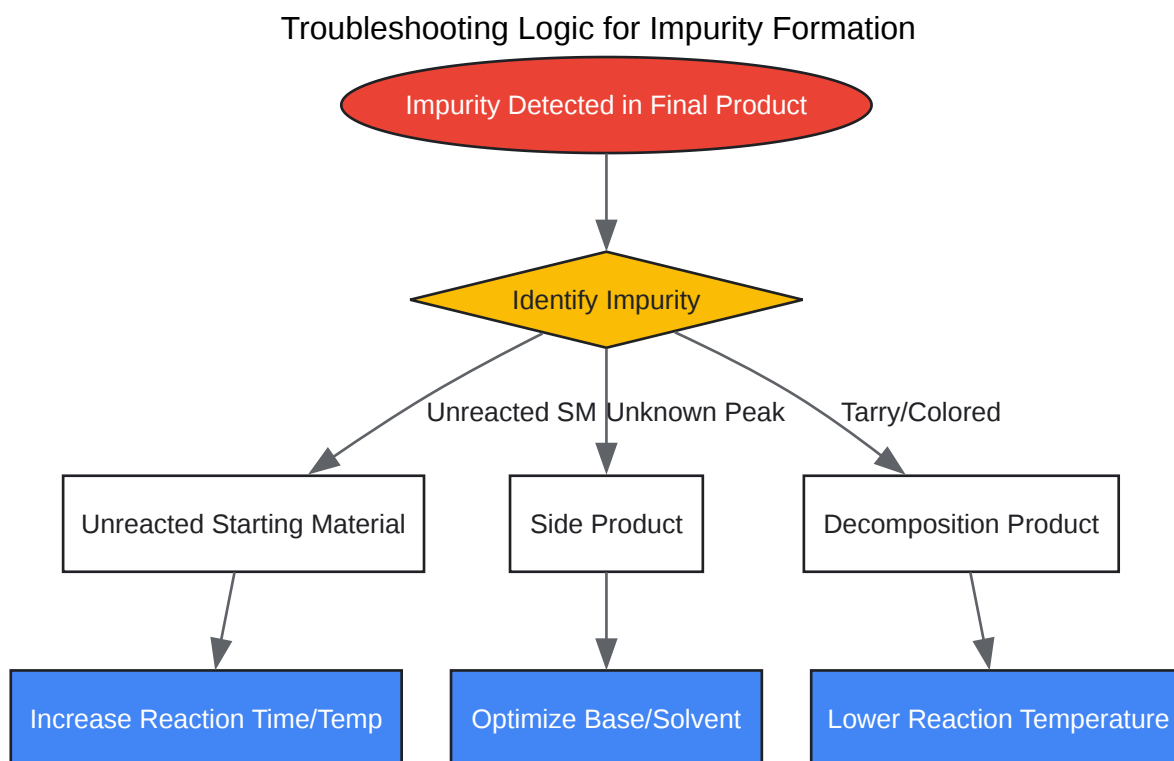 Troubleshooting Logic for Impurity Formation
Impurity Detected in Final Product
Identify Impurity
Unreacted SM
Unknown Peak
Tarry/Colored
Unreacted Starting Material
Side Product
Decomposition Product
Increase Reaction Time/Temp
Optimize Base/Solvent
Lower Reaction Temperature